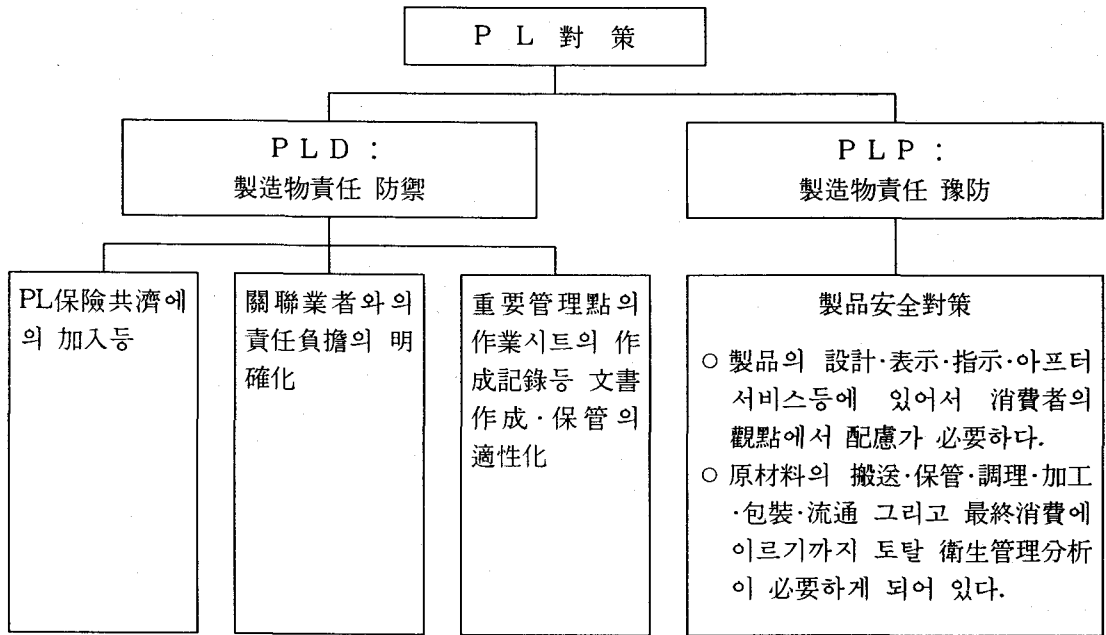 P L 對 策
P L D :
製造物責任 防禦
P L P :
製造物責任 豫防
PL保險共濟에
의 加入등
關聯業者와의
責任負擔의 明
確化
重要管理點의
作業시트의 作
成記錄등 文書
作成·保管의
適性化
製品安全對策
○ 製品의 設計·表示·指示·아프터
서비스등에 있어서 消費者의
觀點에서 配慮가 必要하다.
○ 原材料의 搬送·保管·調理·加工
·包裝·流通 그리고 最終消費에
이르기까지 토탈 衛生管理分析
이 必要하게 되어 있다.